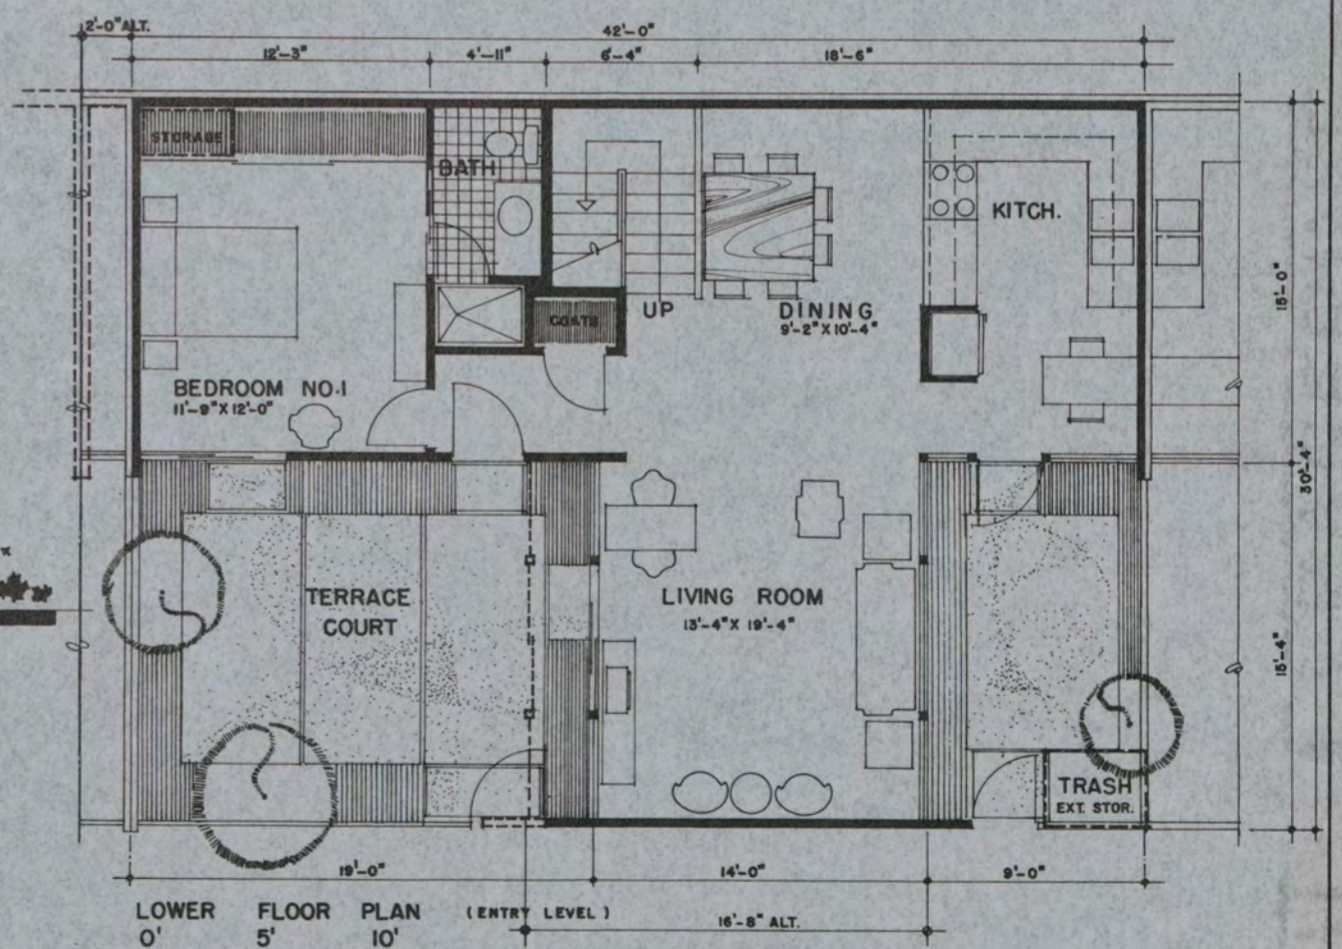 2'-0" ALT.
42'-0"
12'-3"
4'-11"
6'-4"
18'-6"
STORAGE
BATH
KITCH.
COATS
UP
DINING
9'-2" X 10'-4"
15'-0"
BEDROOM NO.1
11'-9" X 12'-0"
30'-4"
TERRACE
COURT
LIVING ROOM
13'-4" X 19'-4"
15'-4"
TRASH
EXT. STOR.
19'-0"
14'-0"
9'-0"
LOWER FLOOR PLAN (ENTRY LEVEL)
16'-8" ALT.
0' 5' 10'